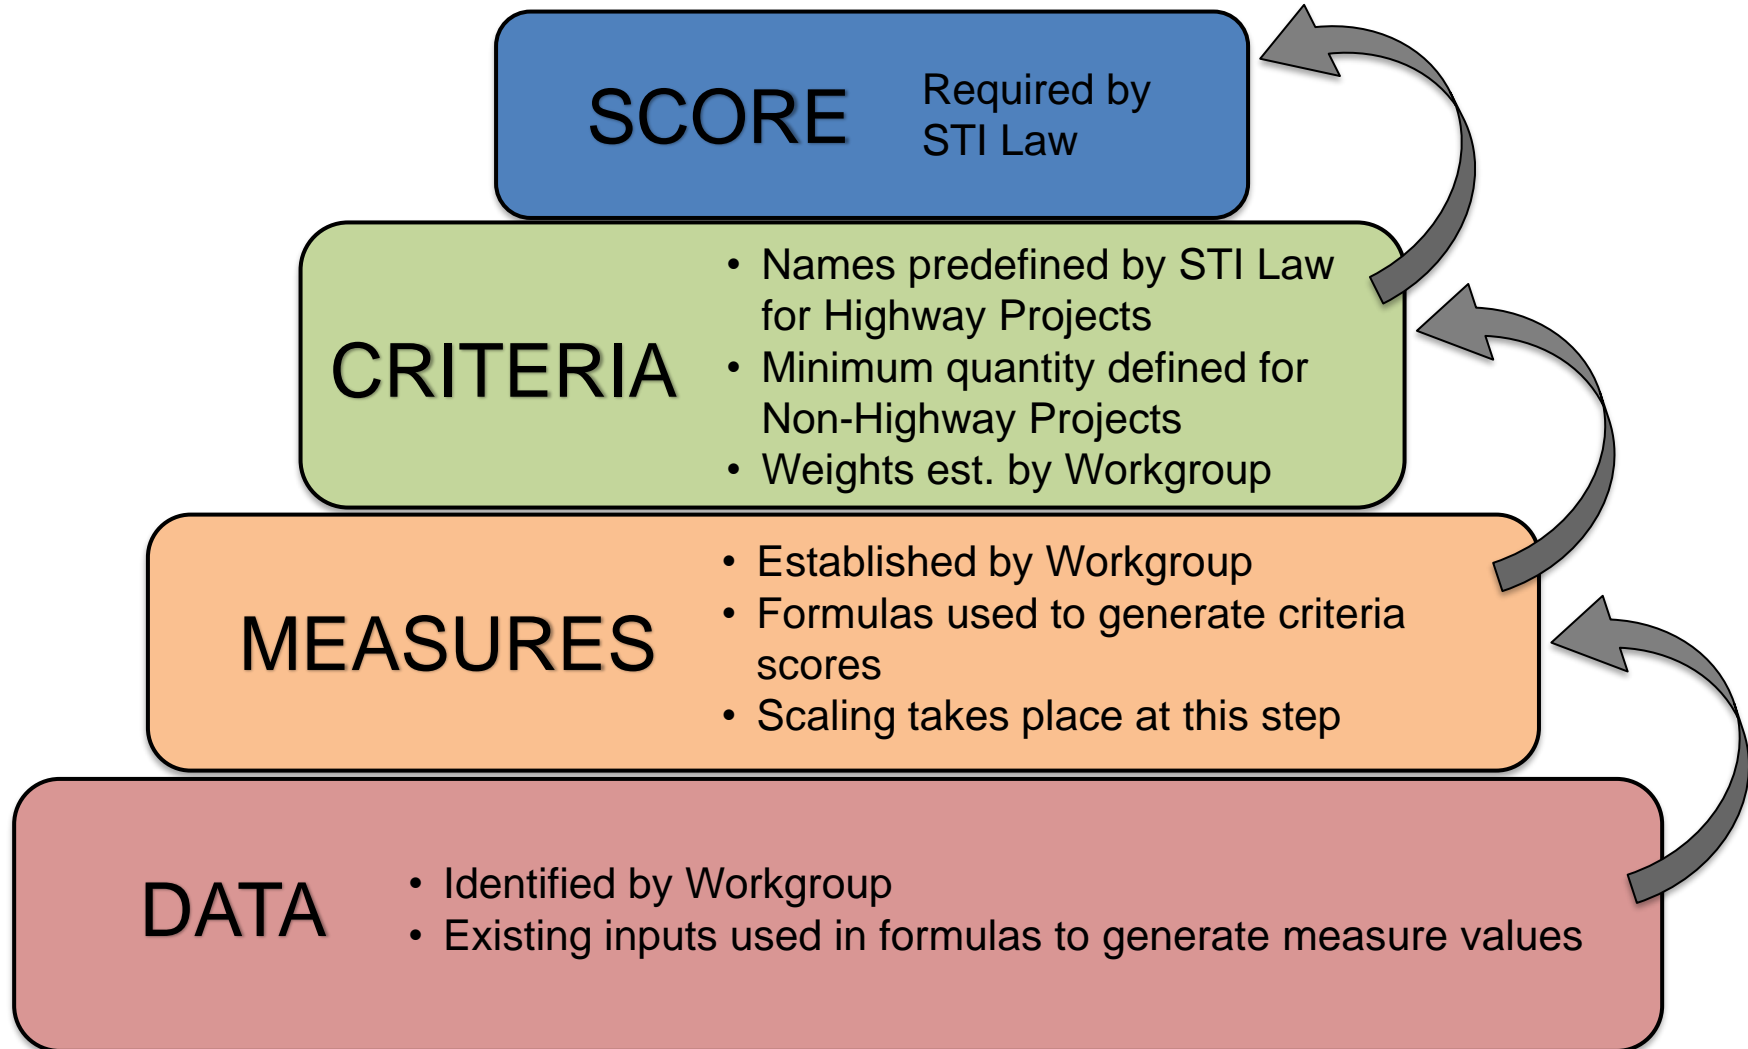 SCORE
Required by
STI Law
CRITERIA
• Names predefined by STI Law
for Highway Projects
• Minimum quantity defined for
Non-Highway Projects
• Weights est. by Workgroup
MEASURES
• Established by Workgroup
• Formulas used to generate criteria
scores
• Scaling takes place at this step
DATA
• Identified by Workgroup
• Existing inputs used in formulas to generate measure values